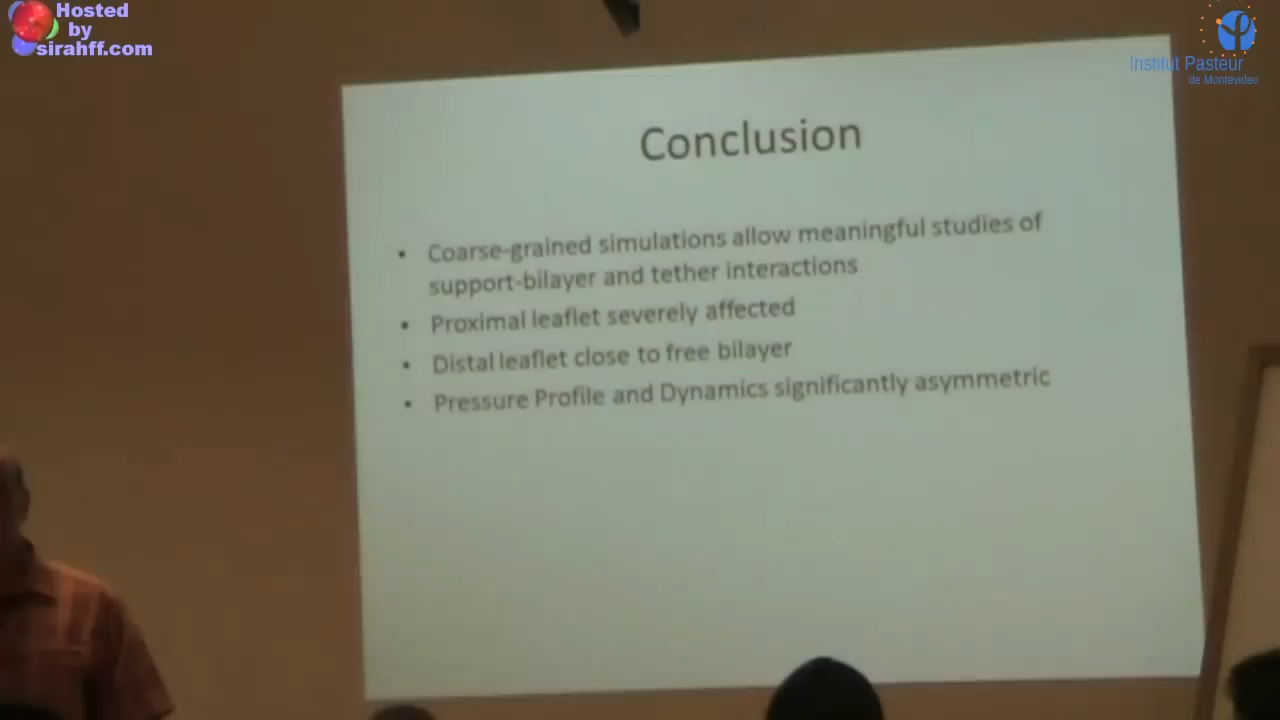 Hosted
by
sirahff.com
Institut Pasteur
de Montevideo
Conclusion
• Coarse-grained simulations allow meaningful studies of
support-bilayer and tether interactions
• Proximal leaflet severely affected
• Distal leaflet close to free bilayer
• Pressure Profile and Dynamics significantly asymmetric